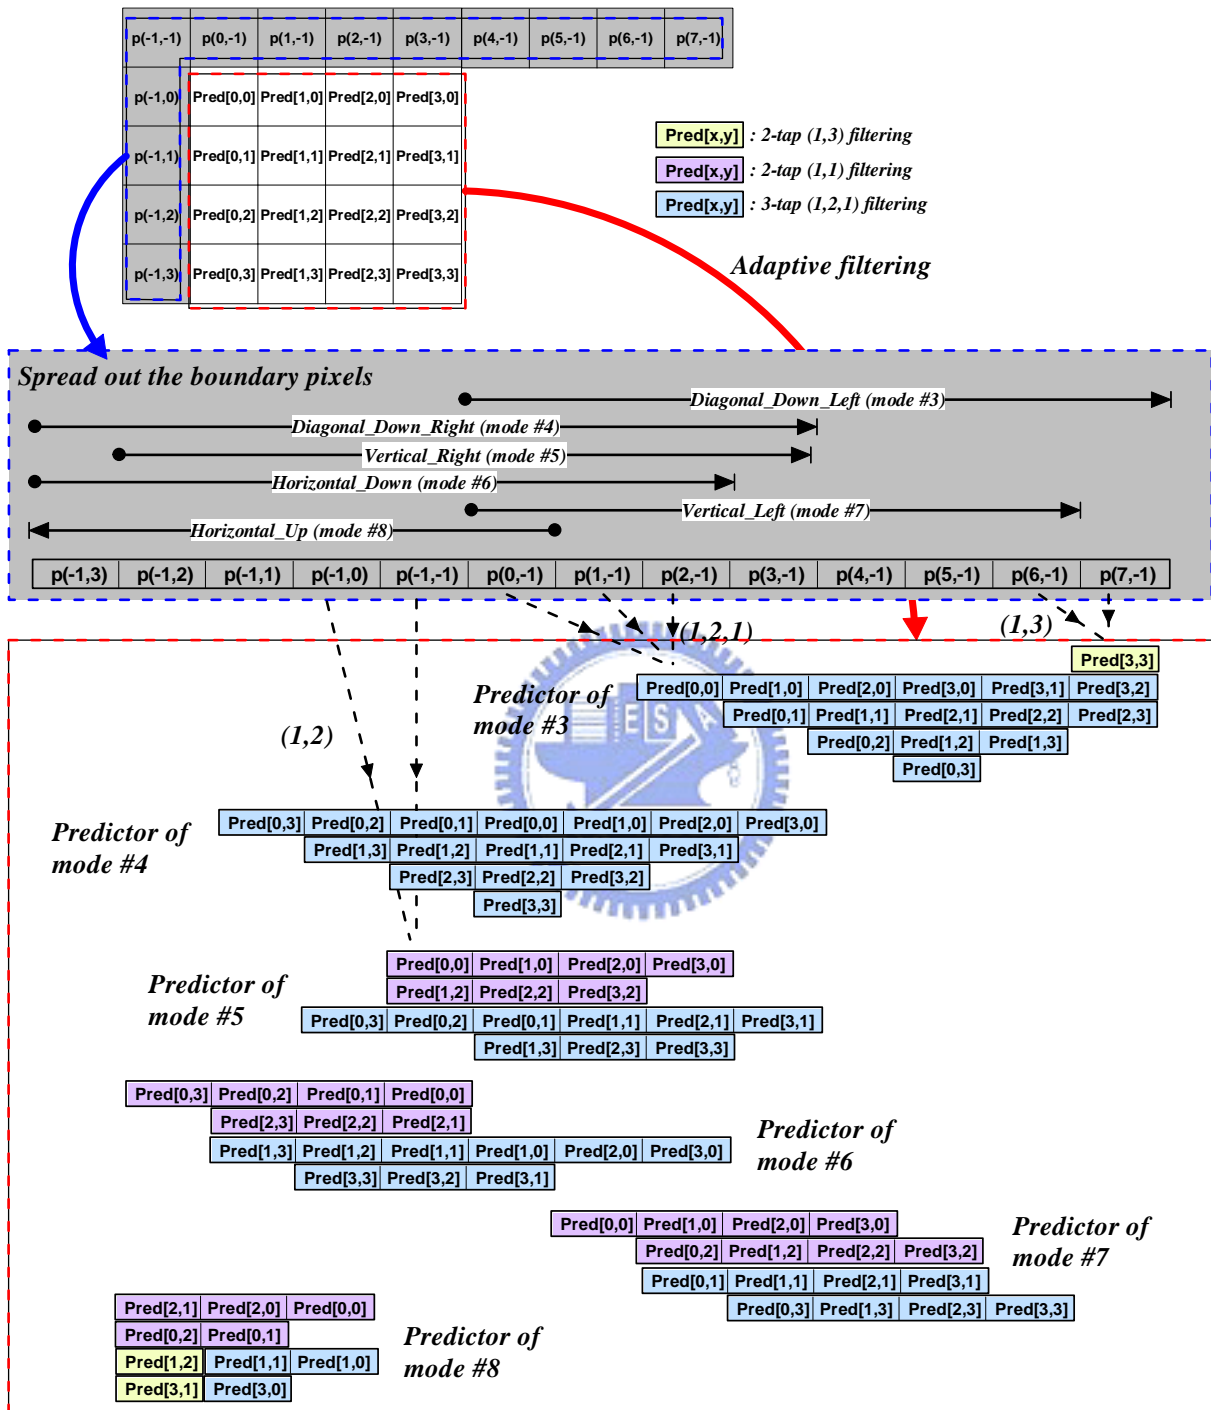 p(-1,-1) p(0,-1) p(1,-1) p(2,-1) p(3,-1) p(4,-1) p(5,-1) p(6,-1) p(7,-1)
p(-1,0) Pred[0,0] Pred[1,0] Pred[2,0] Pred[3,0]
p(-1,1) Pred[0,1] Pred[1,1] Pred[2,1] Pred[3,1]
p(-1,2) Pred[0,2] Pred[1,2] Pred[2,2] Pred[3,2]
p(-1,3) Pred[0,3] Pred[1,3] Pred[2,3] Pred[3,3]
Pred[x,y] : 2-tap (1,3) filtering
Pred[x,y] : 2-tap (1,1) filtering
Pred[x,y] : 3-tap (1,2,1) filtering
Adaptive filtering
Spread out the boundary pixels
Diagonal_Down_Left (mode #3)
Diagonal_Down_Right (mode #4)
Vertical_Right (mode #5)
Horizontal_Down (mode #6)
Vertical_Left (mode #7)
Horizontal_Up (mode #8)
p(-1,3) p(-1,2) p(-1,1) p(-1,0) p(-1,-1) p(0,-1) p(1,-1) p(2,-1) p(3,-1) p(4,-1) p(5,-1) p(6,-1) p(7,-1)
(1,2,1)
(1,3)
(1,2)
Predictor of
mode #3
Pred[3,3]
Pred[0,0] Pred[1,0] Pred[2,0] Pred[3,0] Pred[3,1] Pred[3,2]
Pred[0,1] Pred[1,1] Pred[2,1] Pred[2,2] Pred[2,3]
Pred[0,2] Pred[1,2] Pred[1,3]
Pred[0,3]
E S A
Predictor of
mode #4
Pred[0,3] Pred[0,2] Pred[0,1] Pred[0,0] Pred[1,0] Pred[2,0] Pred[3,0]
Pred[1,3] Pred[1,2] Pred[1,1] Pred[2,1] Pred[3,1]
Pred[2,3] Pred[2,2] Pred[3,2]
Pred[3,3]
Predictor of
mode #5
Pred[0,0] Pred[1,0] Pred[2,0] Pred[3,0]
Pred[1,2] Pred[2,2] Pred[3,2]
Pred[0,3] Pred[0,2] Pred[0,1] Pred[1,1] Pred[2,1] Pred[3,1]
Pred[1,3] Pred[2,3] Pred[3,3]
Pred[0,3] Pred[0,2] Pred[0,1] Pred[0,0]
Pred[2,3] Pred[2,2] Pred[2,1]
Pred[1,3] Pred[1,2] Pred[1,1] Pred[1,0] Pred[2,0] Pred[3,0]
Pred[3,3] Pred[3,2] Pred[3,1]
Predictor of
mode #6
Pred[0,0] Pred[1,0] Pred[2,0] Pred[3,0]
Pred[0,2] Pred[1,2] Pred[2,2] Pred[3,2]
Pred[0,1] Pred[1,1] Pred[2,1] Pred[3,1]
Pred[0,3] Pred[1,3] Pred[2,3] Pred[3,3]
Predictor of
mode #7
Pred[2,1] Pred[2,0] Pred[0,0]
Pred[0,2] Pred[0,1]
Pred[1,2] Pred[1,1] Pred[1,0]
Pred[3,1] Pred[3,0]
Predictor of
mode #8